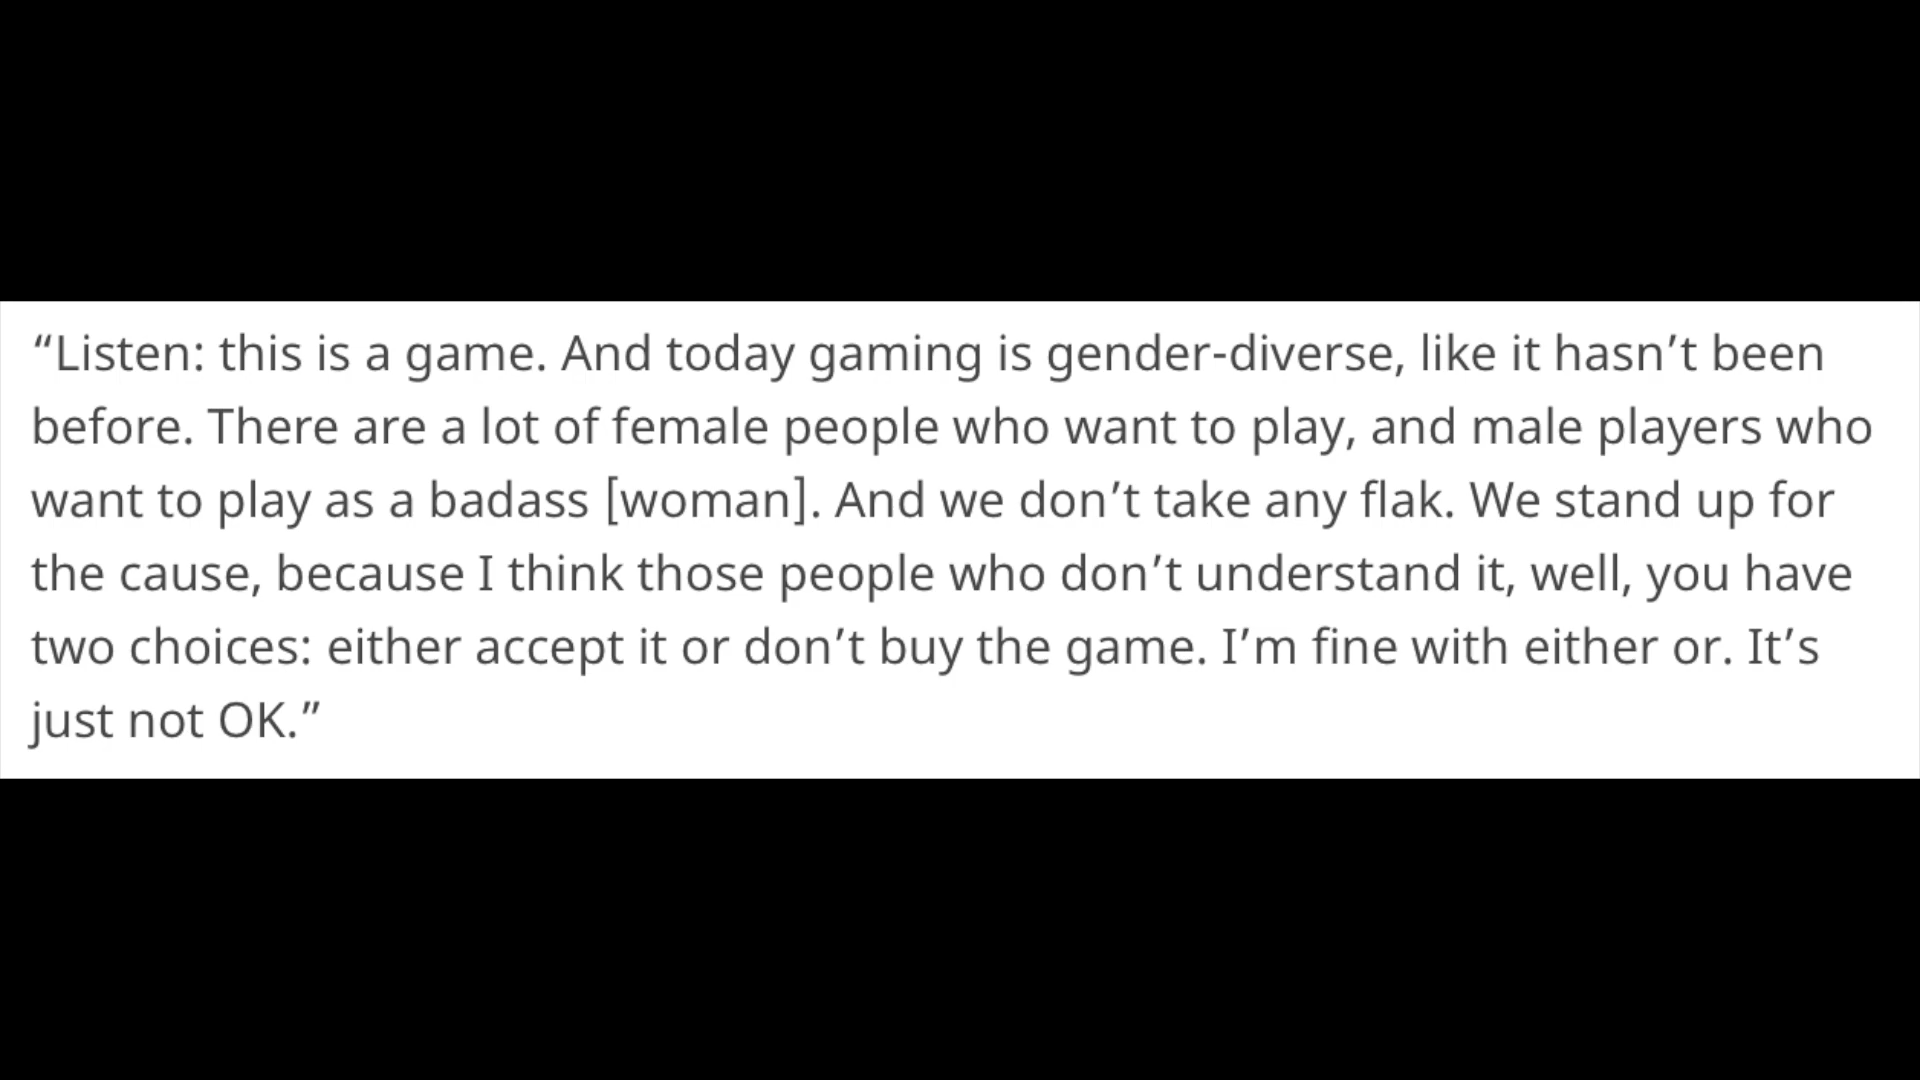 “Listen: this is a game. And today gaming is gender-diverse, like it hasn’t been
before. There are a lot of female people who want to play, and male players who
want to play as a badass [woman]. And we don’t take any flak. We stand up for
the cause, because I think those people who don’t understand it, well, you have
two choices: either accept it or don’t buy the game. I’m fine with either or. It’s
just not OK.”